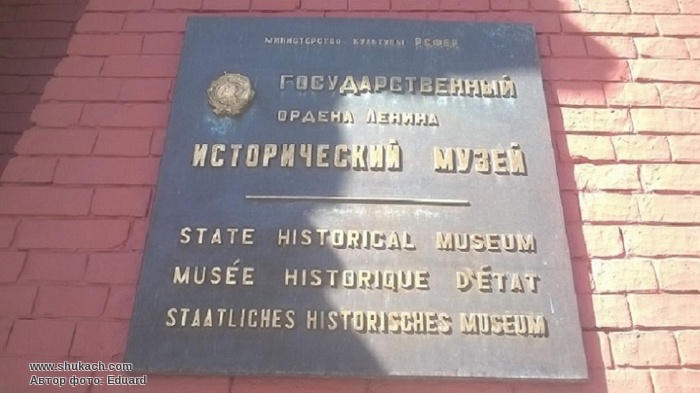 МИНИСТЕРСТВО КУЛЬТУРЫ РСФСР
ГОСУДАРСТВЕННЫЙ
ОРДЕНА ЛЕНИНА
ИСТОРИЧЕСКИЙ МУЗЕЙ
STATE HISTORICAL MUSEUM
MUSÉE HISTORIQUE D'ÉTAT
STAATLICHES HISTORISCHES MUSEUM
www.shukach.com
Автор фото: Eduard